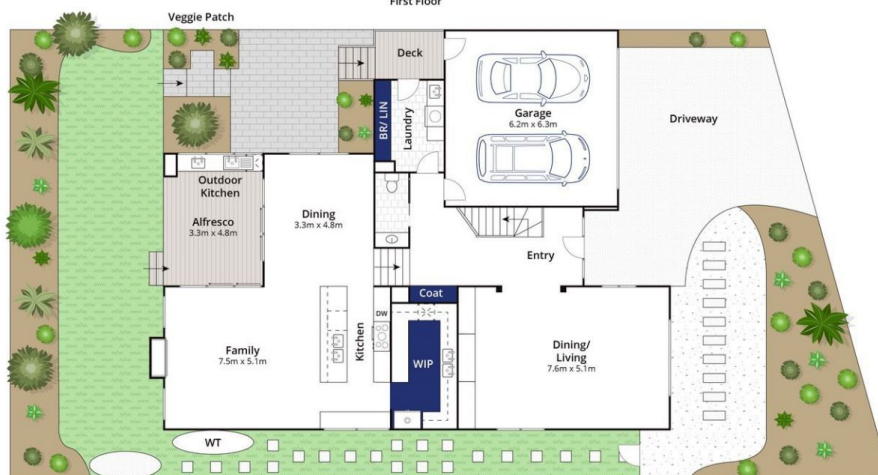 First Floor
Veggie Patch
Deck
BR/ LIN
Laundry
Garage
6.2m x 6.3m
Driveway
Outdoor
Kitchen
Alfresco
3.3m x 4.8m
Dining
3.3m x 4.8m
Entry
Coat
DW
Kitchen
WIP
Family
7.5m x 5.1m
Dining/
Living
7.6m x 5.1m
WT